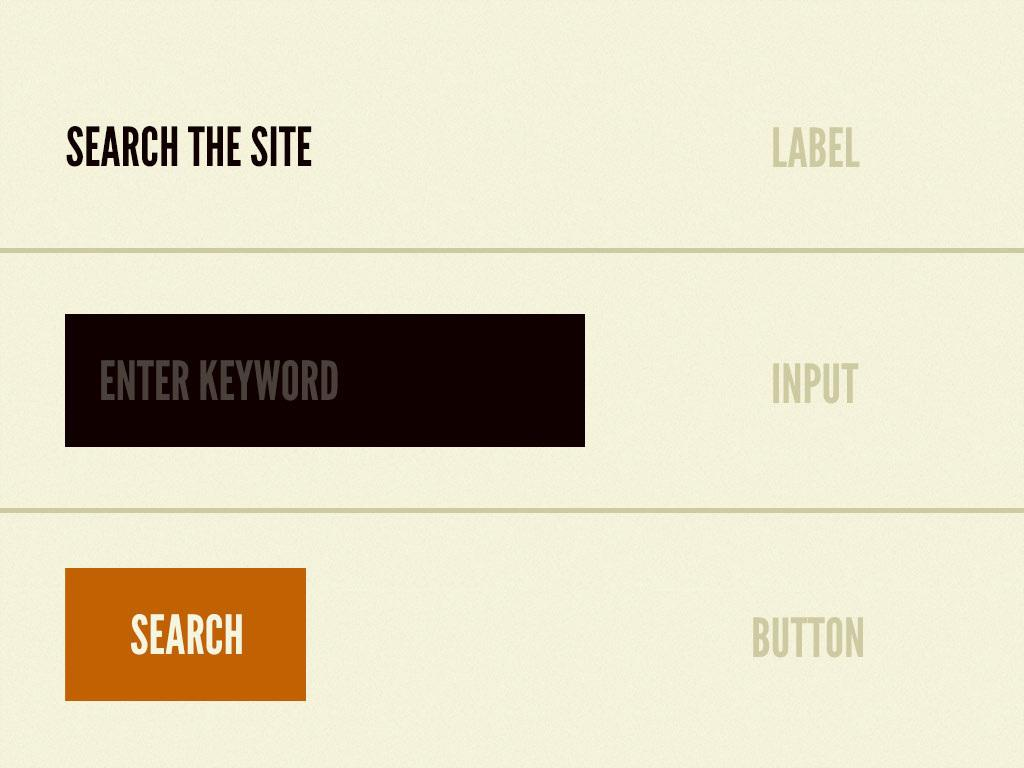 SEARCH THE SITE
LABEL
ENTER KEYWORD
INPUT
SEARCH
BUTTON